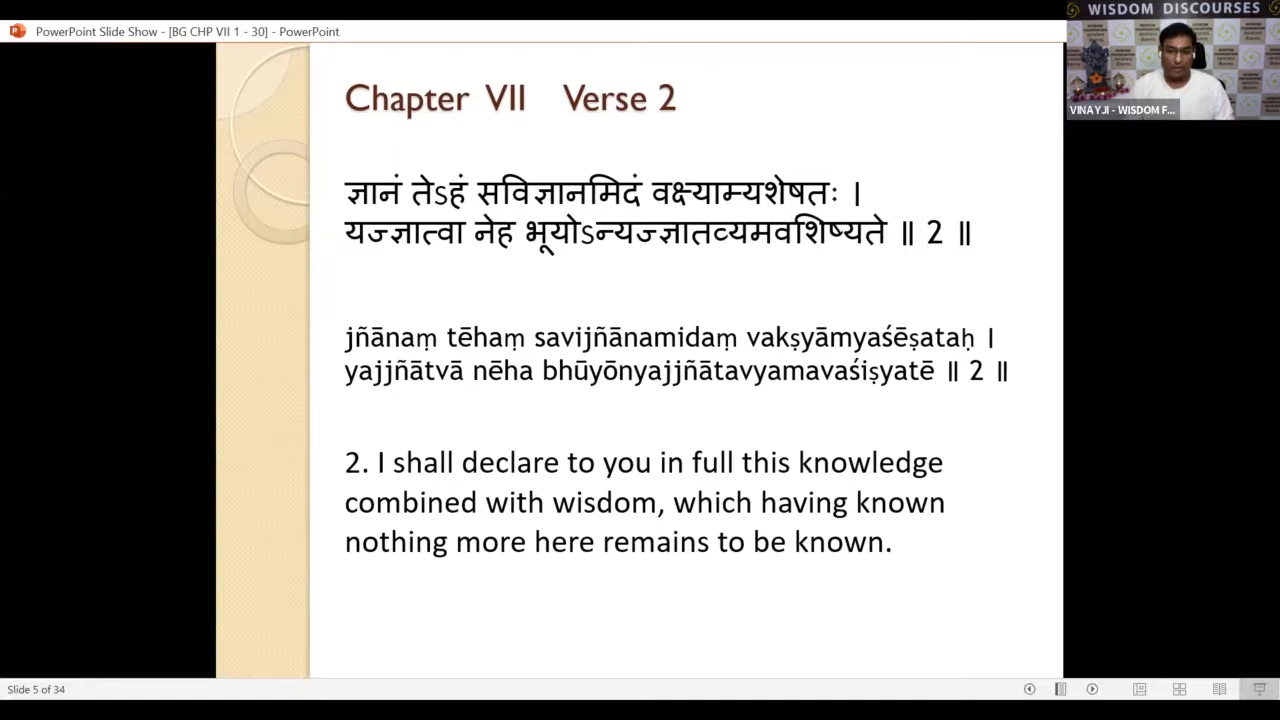 PowerPoint Slide Show - [BG CHP VII 1 - 30] - PowerPoint
WISDOM DISCOURSES
VINAYJI - WISDOM F...
Chapter VII Verse 2
ज्ञानं तेऽहं सविज्ञानमिदं वक्ष्याम्यशेषतः ।
यज्ज्ञात्वा नेह भूयोऽन्यज्ज्ञातव्यमवशिष्यते ॥ 2 ॥
jñānaṃ tēhaṃ savijñānamidaṃ vakṣyāmyaśēṣataḥ ।
yajjñātvā nēha bhūyōnyajjñātavyamavaśiṣyatē ॥ 2 ॥
2. I shall declare to you in full this knowledge
combined with wisdom, which having known
nothing more here remains to be known.
Slide 5 of 34